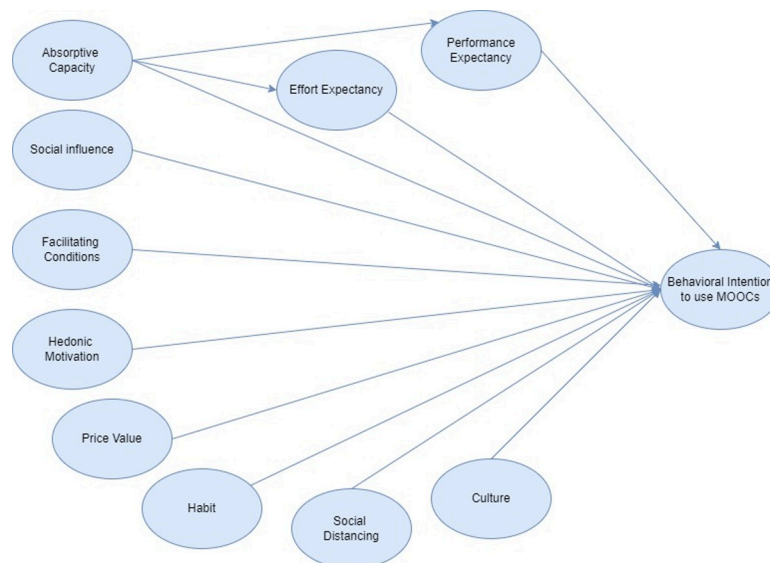 Absorptive
Capacity
Performance
Expectancy
Effort Expectancy
Social influence
Facilitating
Conditions
Behavioral Intention
to use MOOCs
Hedonic
Motivation
Price Value
Habit
Social
Distancing
Culture